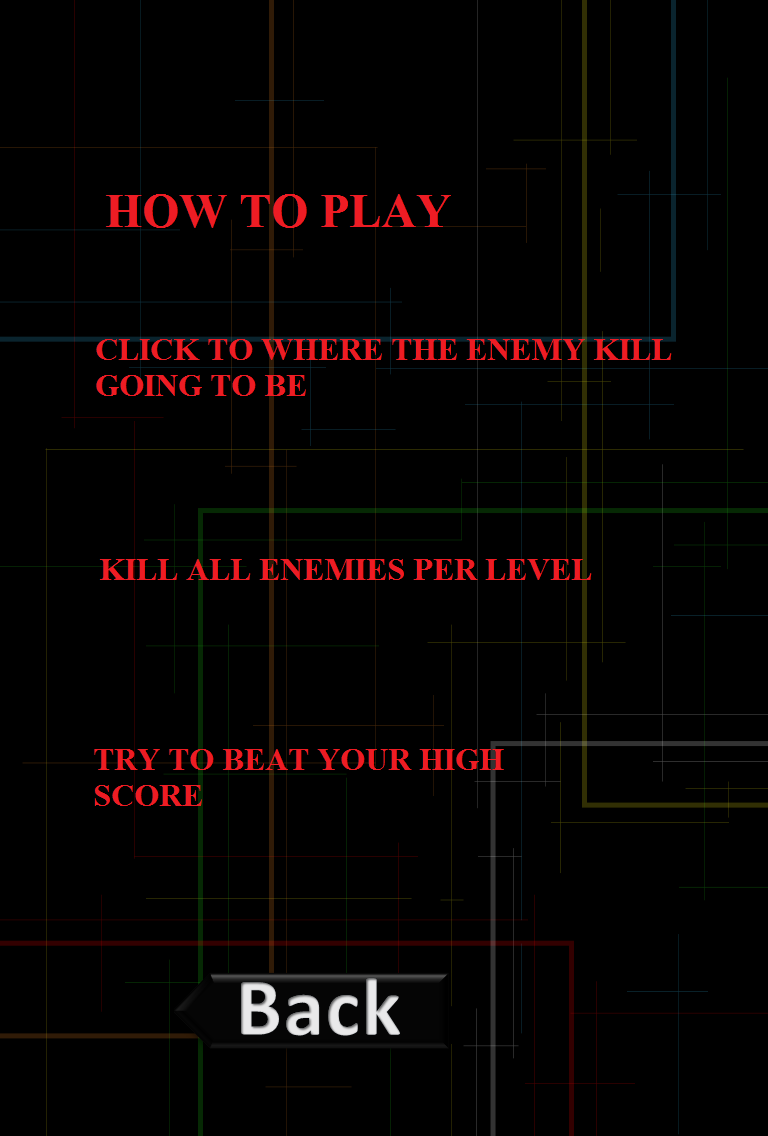 HOW TO PLAY
CLICK TO WHERE THE ENEMY KILL
GOING TO BE
KILL ALL ENEMIES PER LEVEL
TRY TO BEAT YOUR HIGH
SCORE
Back